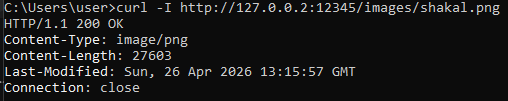 C:\Users\user>curl -I http://127.0.0.2:12345/images/shakal.png
HTTP/1.1 200 OK
Content-Type: image/png
Content-Length: 27603
Last-Modified: Sun, 26 Apr 2026 13:15:57 GMT
Connection: close